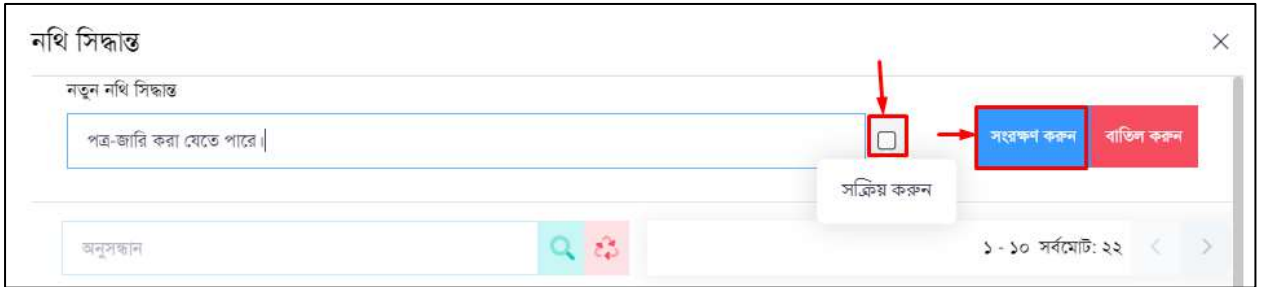 নথি সিদ্ধান্ত
নতুন নথি সিদ্ধান্ত
পত্র-জারি করা যেতে পারে।
সংরক্ষণ করুন
বাতিল করুন
সক্রিয় করুন
অনুসন্ধান
১ - ১০ সর্বমোট: ২২